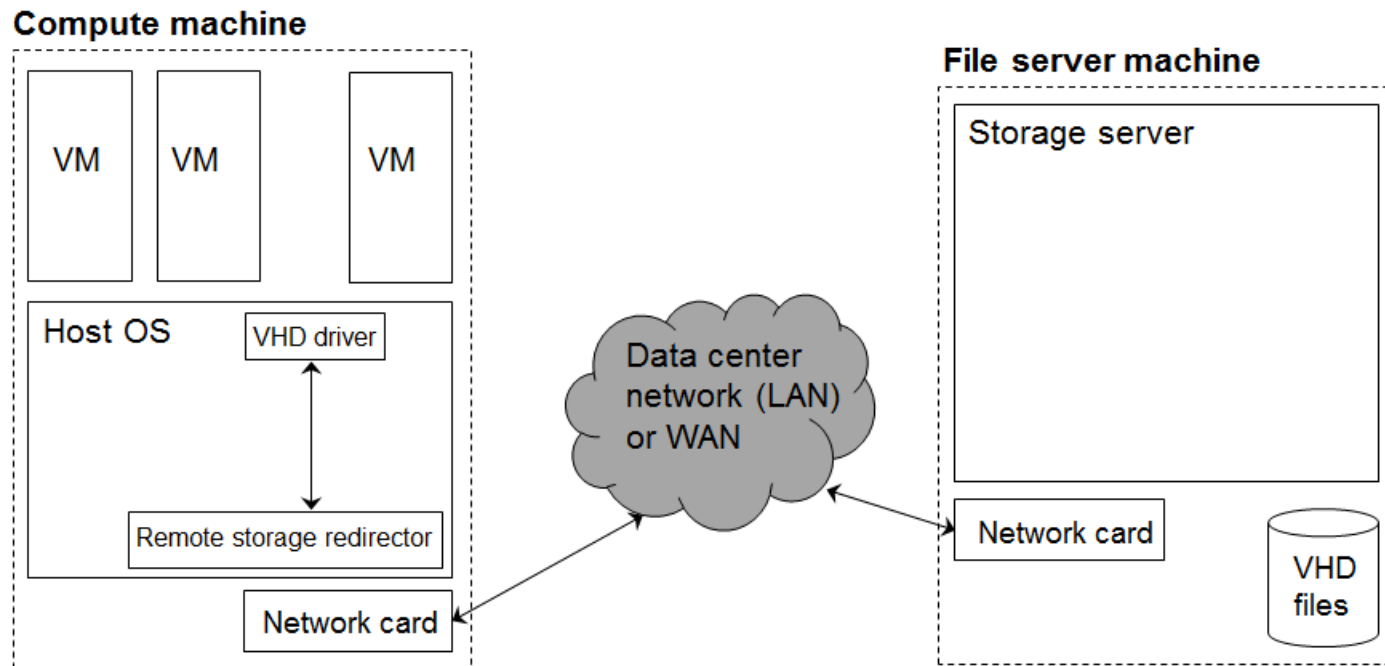 Compute machine
VM
VM
VM
Host OS
VHD driver
Remote storage redirector
Network card
Data center
network (LAN)
or WAN
File server machine
Storage server
Network card
VHD
files